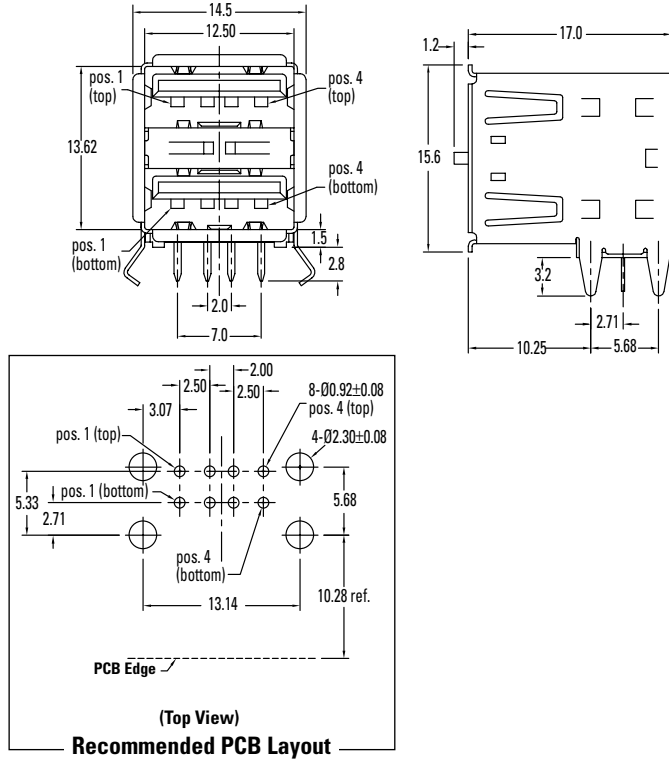 14.5
12.50
pos. 1
(top)
pos. 4
(top)
13.62
pos. 4
(bottom)
pos. 1
(bottom)
1.5
2.8
2.0
7.0
17.0
1.2
15.6
3.2
2.71
10.25
5.68
2.00
2.50
2.50
3.07
8-Ø0.92±0.08
pos. 4 (top)
4-Ø2.30±0.08
pos. 1 (top)
5.33
pos. 1 (bottom)
2.71
5.68
pos. 4
(bottom)
13.14
10.28 ref.
PCB Edge
(Top View)
Recommended PCB Layout